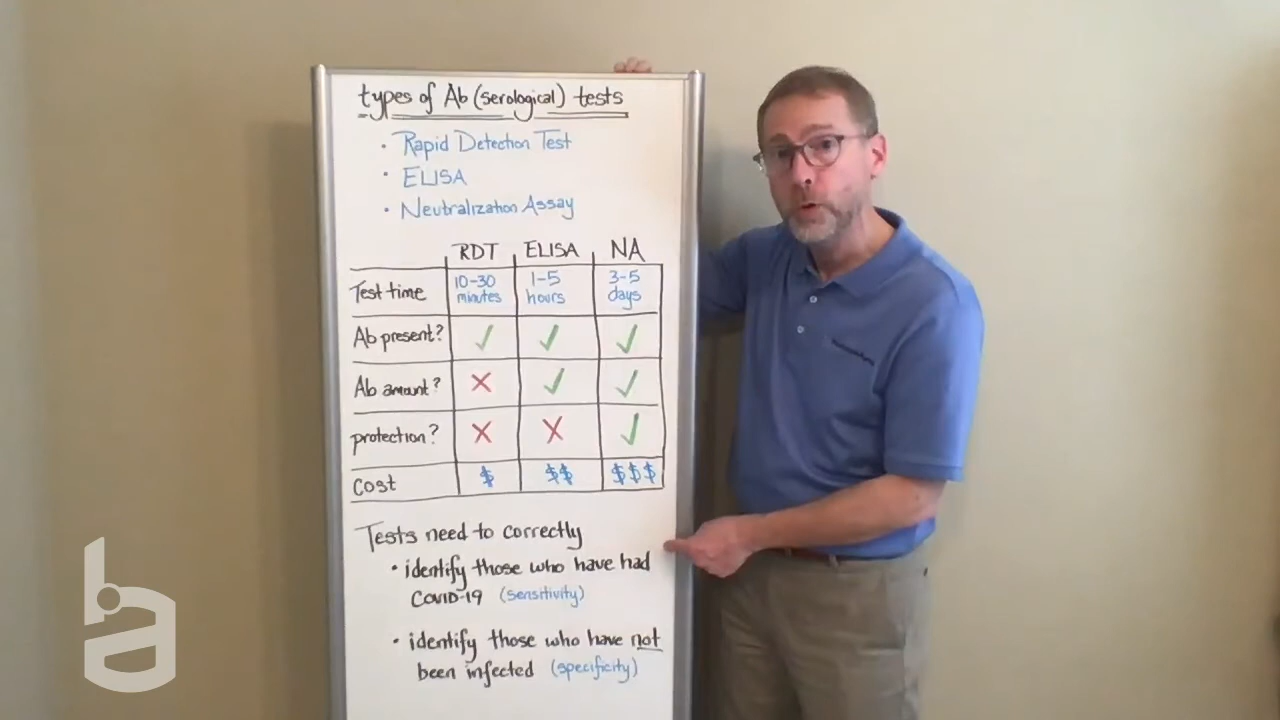 types of Ab (serological) tests
• Rapid Detection Test
• ELISA
• Neutralization Assay
RDT ELISA NA
Test time 10-30 minutes 1-5 hours 3-5 days
Ab present? ✓ ✓ ✓
Ab amount? ✗ ✓ ✓
protection? ✗ ✗ ✓
cost $ $$ $$$
Tests need to correctly
• identify those who have had
COVID-19 (sensitivity)
• identify those who have not
been infected (specificity)
ba